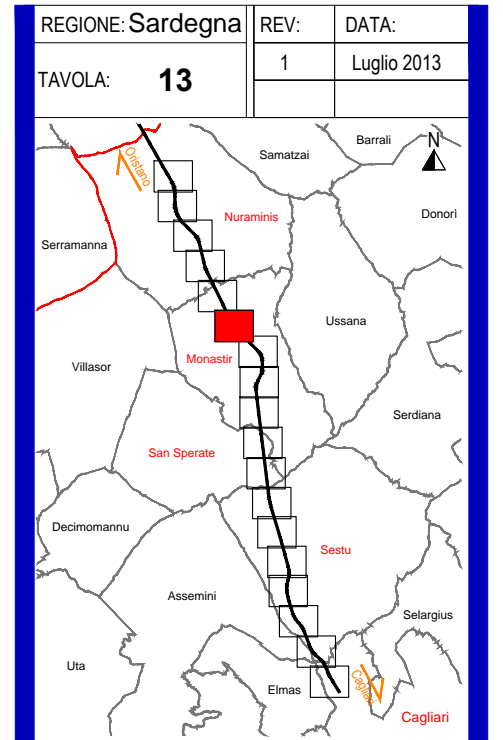 REGIONE: Sardegna REV: DATA:
TAVOLA: 13 1 Luglio 2013
N
Barrali
Samatzai
Oristano
Donorì
Nuraminis
Serramanna
Ussana
Monastir
Villasor
Serdiana
San Sperate
Decimomannu
Sestu
Assemini
Selargius
Uta
Elmas
Cagliari
Cagliari